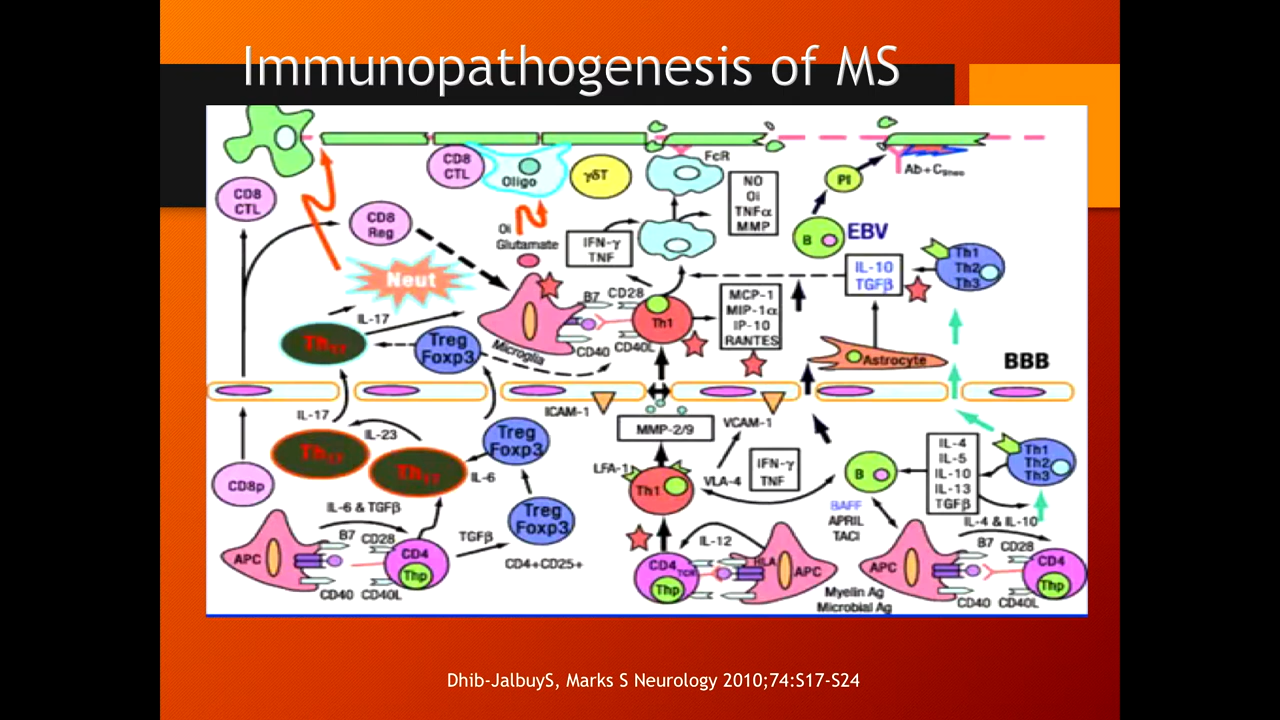 Immunopathogenesis of MS
CD8
CTL
CD8
CTL
Oligo
γδT
FcR
NO
Oi
TNFα
MMP
PI
Ab+C
CD8
Reg
Oi
Glutamate
IFN-γ
TNF
B
EBV
Neut
IL-10
TGFβ
Th1
Th2
Th3
B7
CD28
Th1
MCP-1
MIP-1α
IP-10
RANTES
IL-17
Th17
Treg
Foxp3
Microglia
CD40
CD40L
Astrocyte
BBB
ICAM-1
IL-17
IL-23
Th17
Th17
Treg
Foxp3
IL-6
MMP-2/9
VCAM-1
LFA-1
Th1
VLA-4
IFN-γ
TNF
B
IL-4
IL-5
IL-10
IL-13
TGFβ
Th1
Th2
Th3
CD8p
IL-6 & TGFβ
Treg
Foxp3
BAFF
APRIL
TACI
IL-4 & IL-10
APC
B7
CD28
CD4
Thp
TGFβ
CD4+CD25+
CD40
CD40L
IL-12
CD4
TCR
Thp
HLA
APC
Myelin Ag
Microbial Ag
APC
B7
CD28
CD4
Thp
CD40
CD40L
Dhib-JalbuyS, Marks S Neurology 2010;74:S17-S24